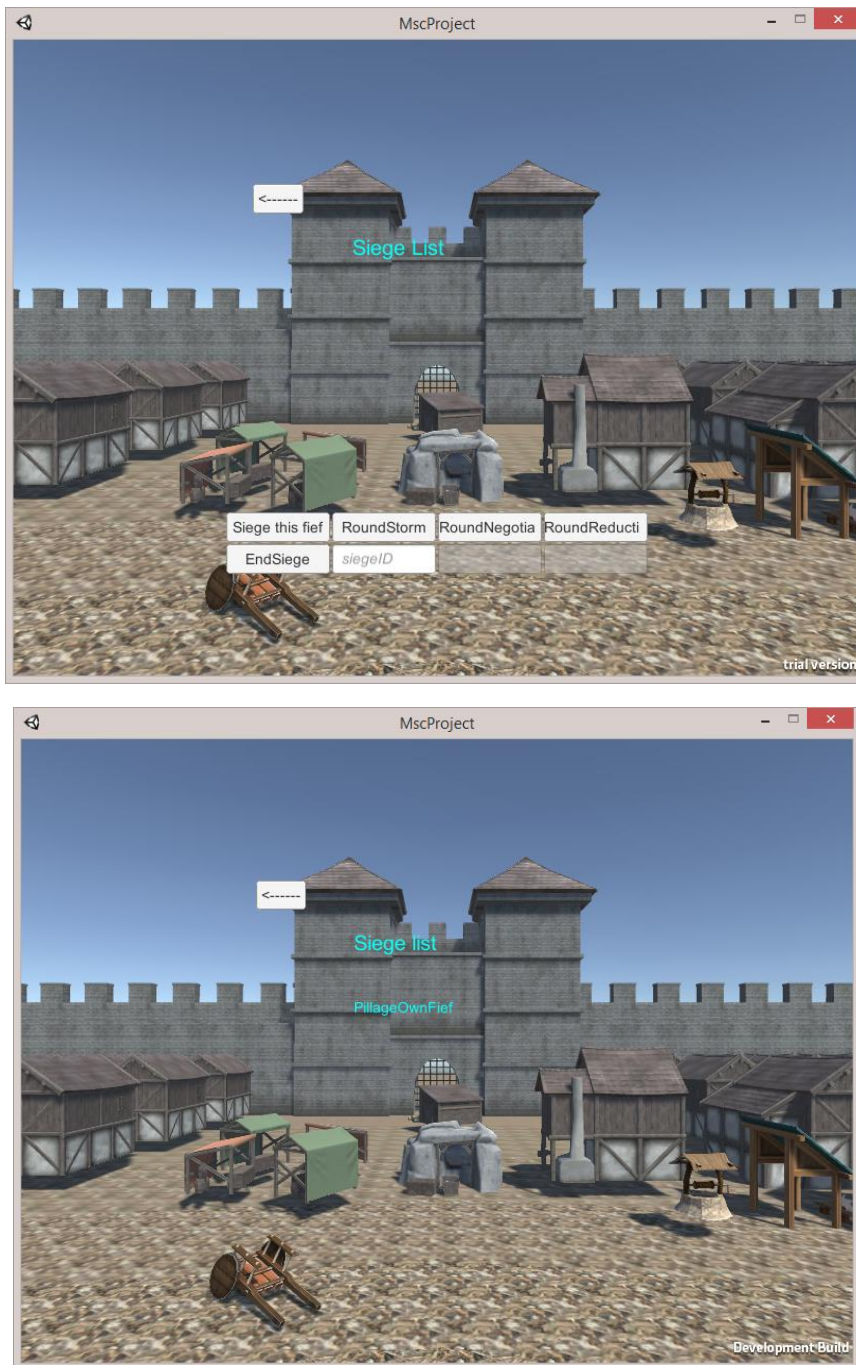 MscProject
<------
Siege List
Siege this fief RoundStorm RoundNegotia RoundReducti
EndSiege siegeID
trial version
MscProject
<------
Siege list
PillageOwnFief
Development Build